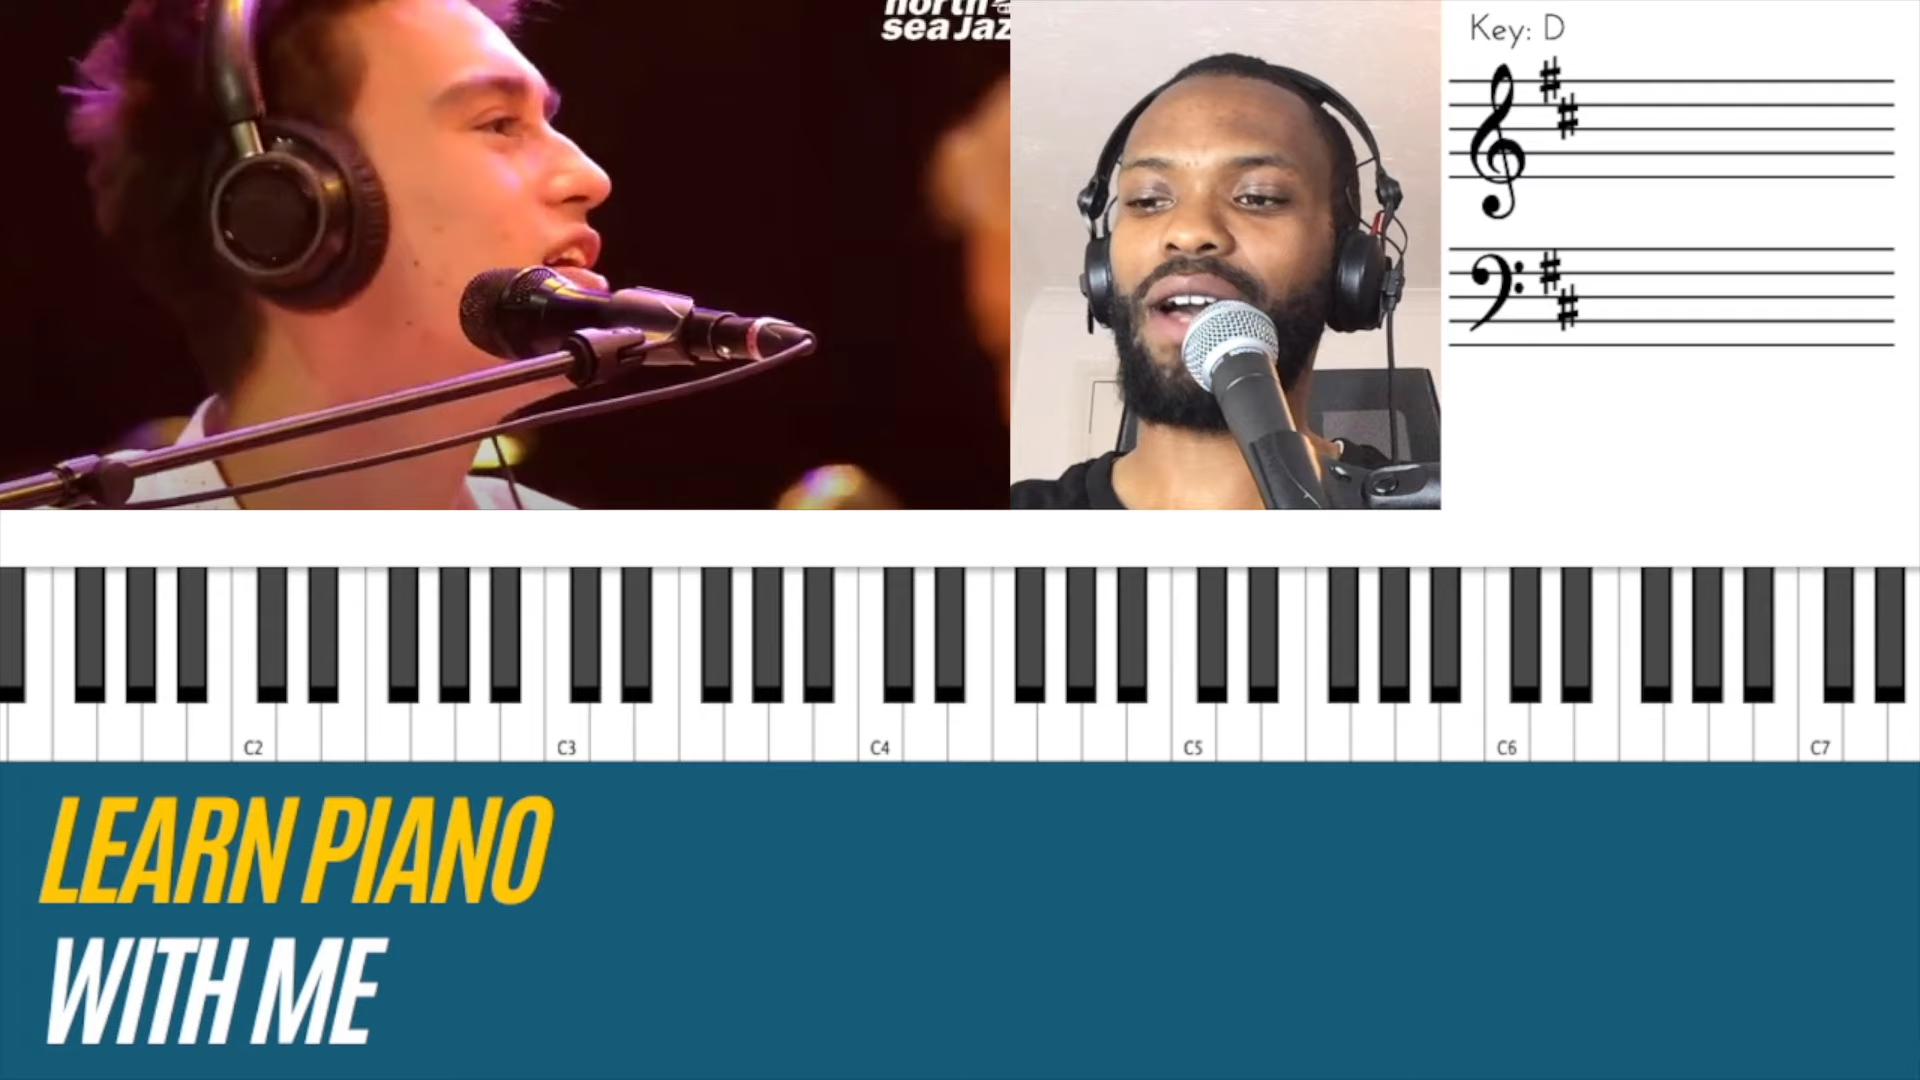 north
sea Jaz
Key: D
C2 C3 C4 C5 C6 C7
LEARN PIANO
WITH ME